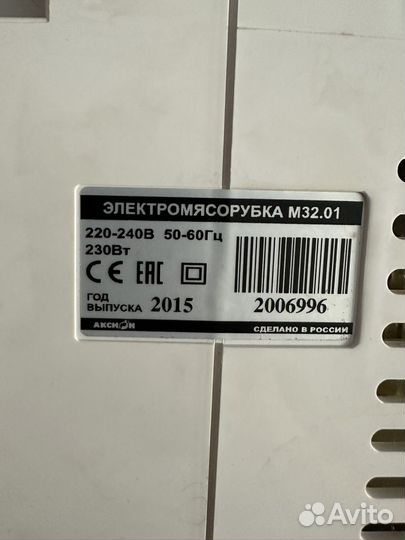 ЭЛЕКТРОМЯСОРУБКА М32.01
220-240В 50-60Гц
230Вт
CE EAC
ГОД
ВЫПУСКА 2015
2006996
АКСИОН
СДЕЛАНО В РОССИИ
Avito